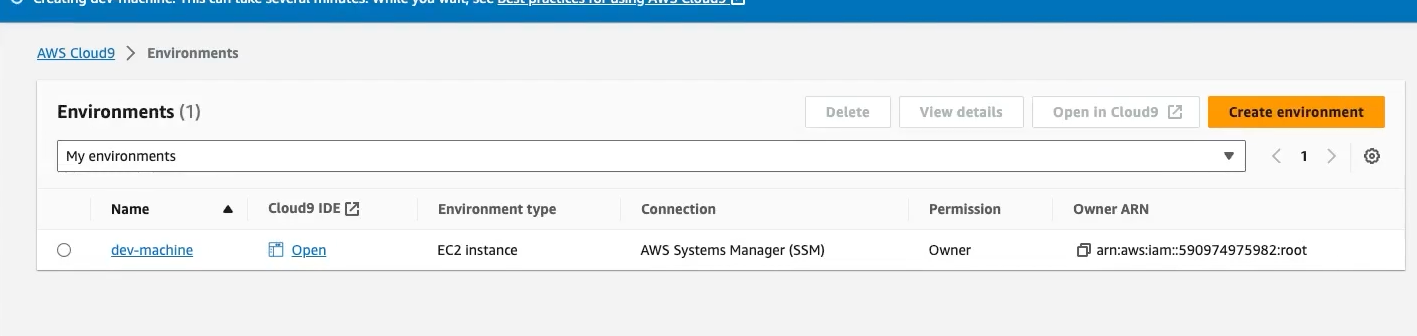 Creating dev-machine. This can take several minutes. While you wait, see best practices for using AWS Cloud9
AWS Cloud9 > Environments
Environments (1)
Delete
View details
Open in Cloud9
Create environment
My environments
1
Name Cloud9 IDE Environment type Connection Permission Owner ARN
dev-machine Open EC2 instance AWS Systems Manager (SSM) Owner arn:aws:iam::590974975982:root